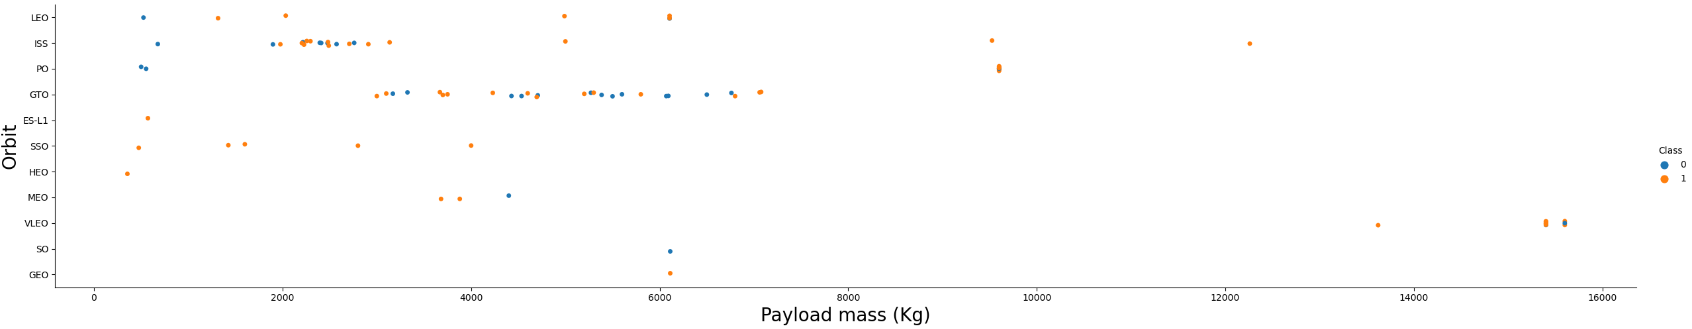 LEO
ISS
PO
GTO
ES-L1
SSO
HEO
MEO
VLEO
SO
GEO
Orbit
0 2000 4000 6000 8000 10000 12000 14000 16000
Payload mass (Kg)
Class
0
1